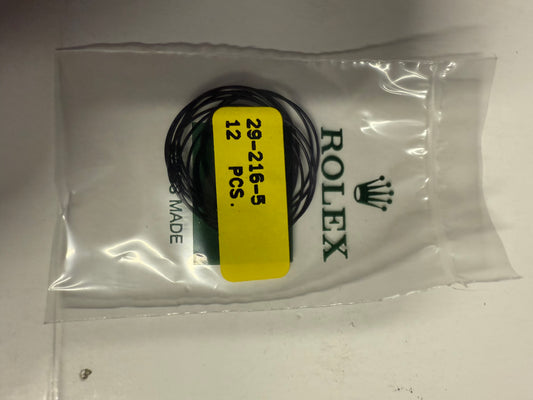 ROLEX
29-216-5
12 PCS.
MADE